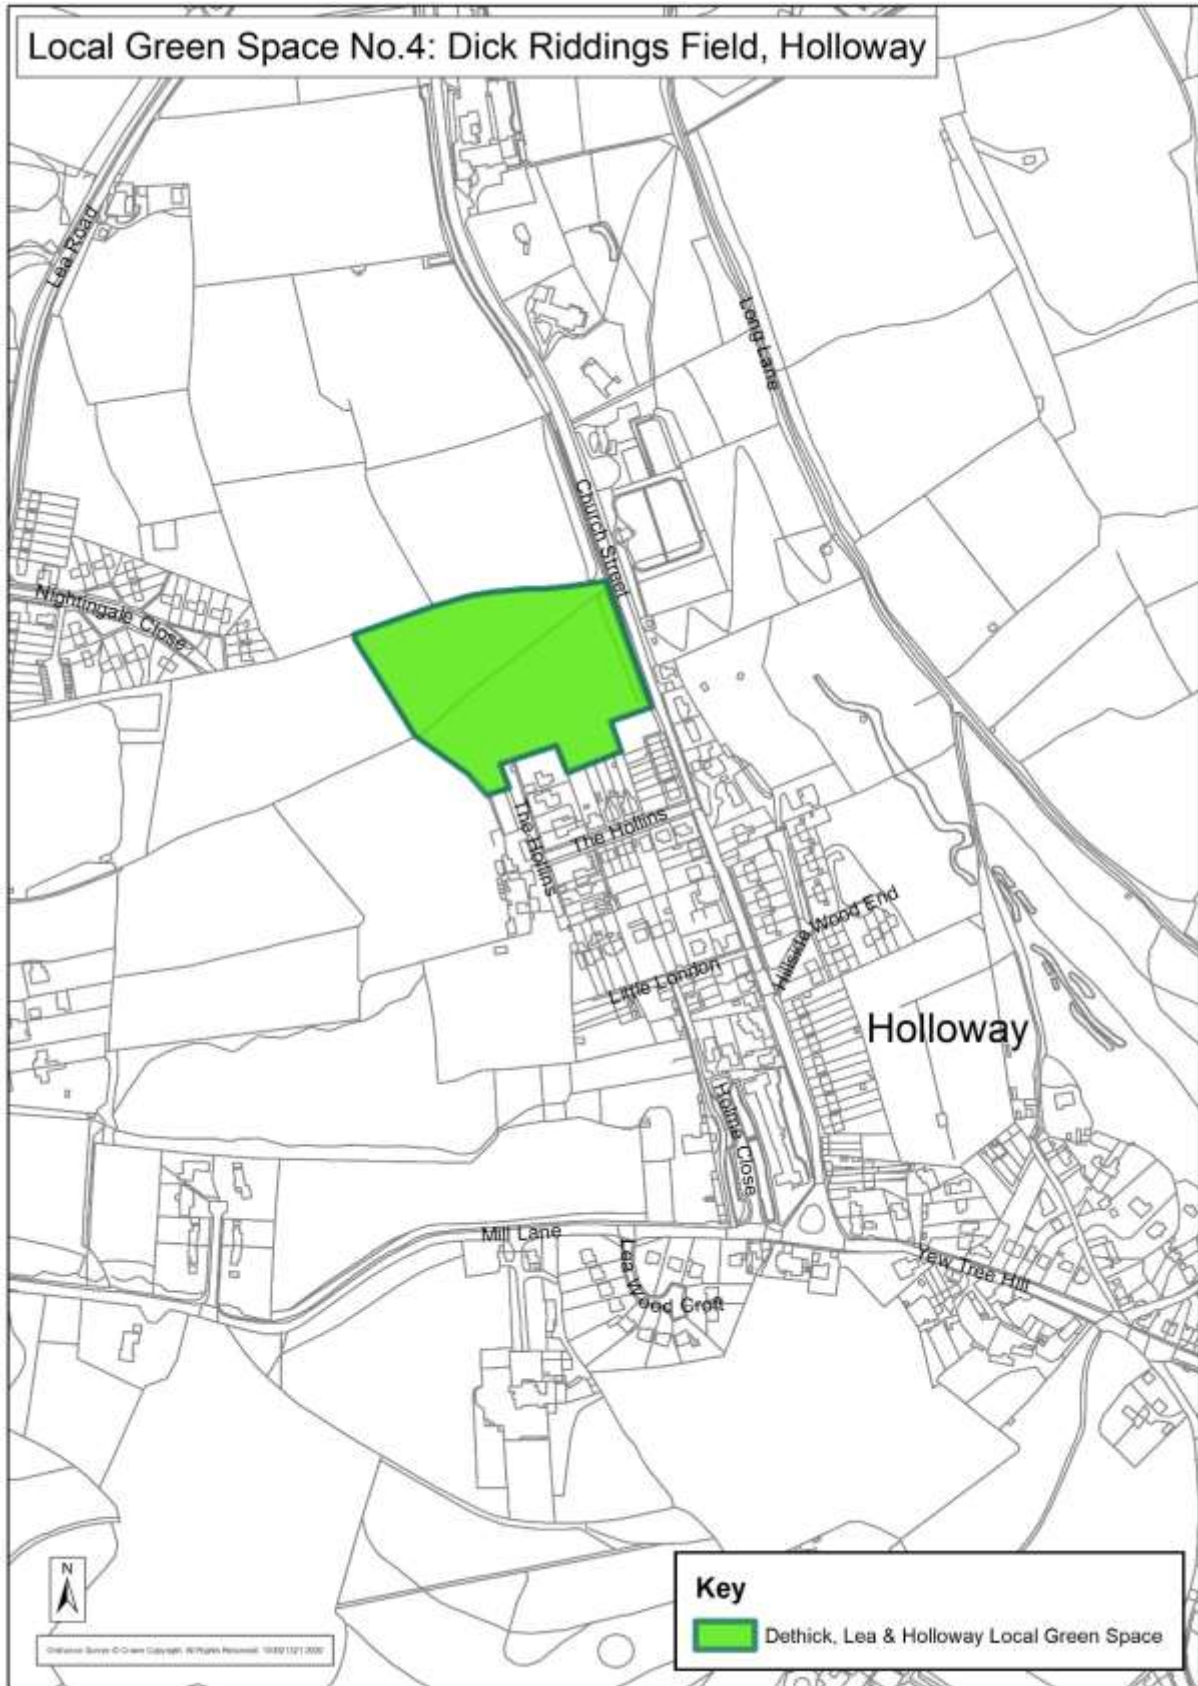 Local Green Space No.4: Dick Riddings Field, Holloway
Lea Road
Long Lane
Church Street
Nightingale Close
The Hollins
The Hollins
Hillside
Wood End
Little London
Holloway
Holme Close
Mill Lane
Lea Wood Croft
Yew Tree Hill
N
Key
Dethick, Lea & Holloway Local Green Space